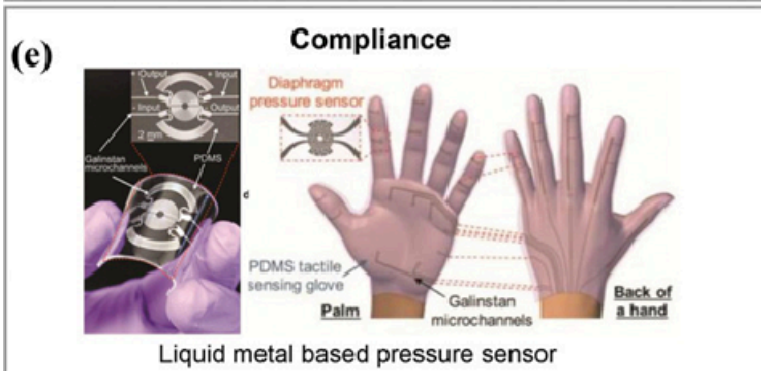 Compliance
(e)
+ Output
+ Input
- Input
- Output
2 mm
Galinstan
microchannels
PDMS
d
Diaphragm
pressure sensor
PDMS tactile
sensing glove
Palm
Galinstan
microchannels
Back of
a hand
Liquid metal based pressure sensor